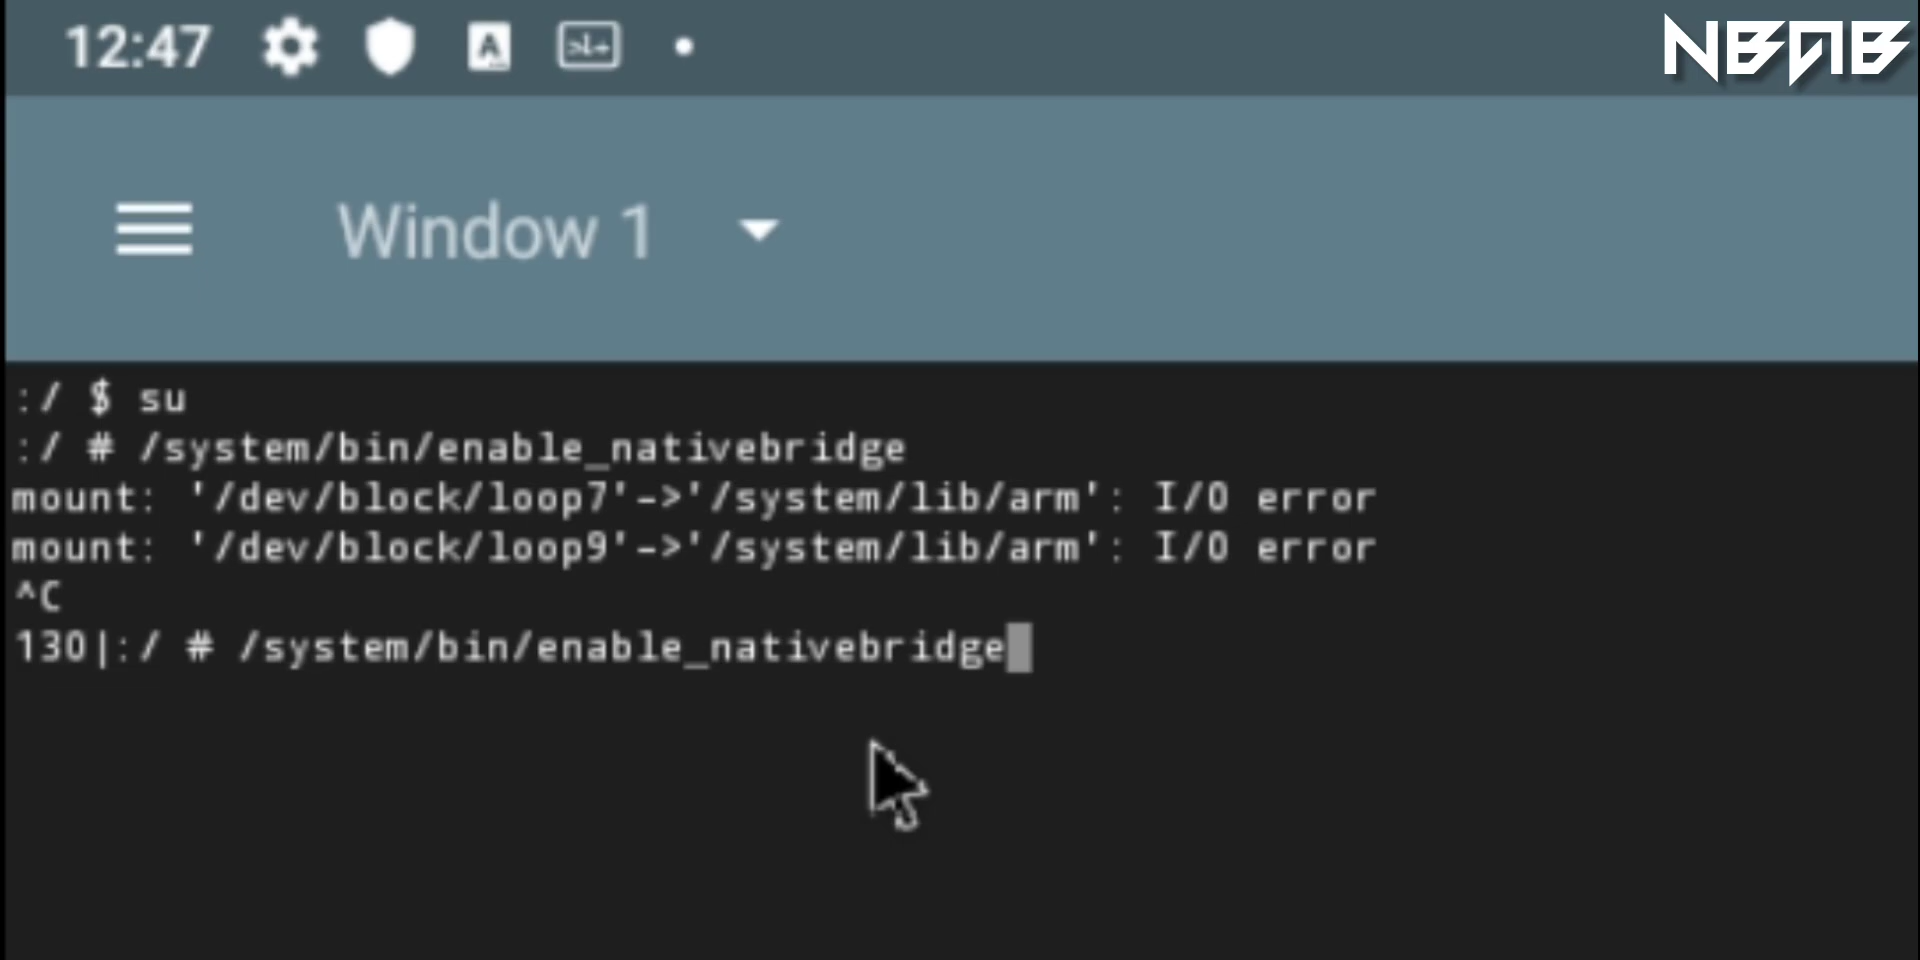 12:47
NBAB
Window 1
:/ $ su
:/ # /system/bin/enable_nativebridge
mount: '/dev/block/loop7'->'/system/lib/arm': I/O error
mount: '/dev/block/loop9'->'/system/lib/arm': I/O error
^C
130|:/ # /system/bin/enable_nativebridge